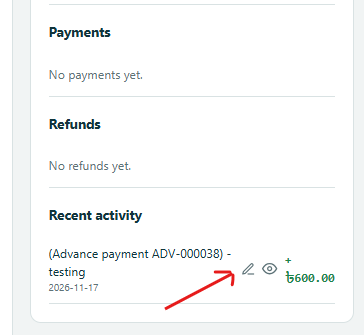 Payments
No payments yet.
Refunds
No refunds yet.
Recent activity
(Advance payment ADV-000038) -
testing
2026-11-17
+
৳600.00